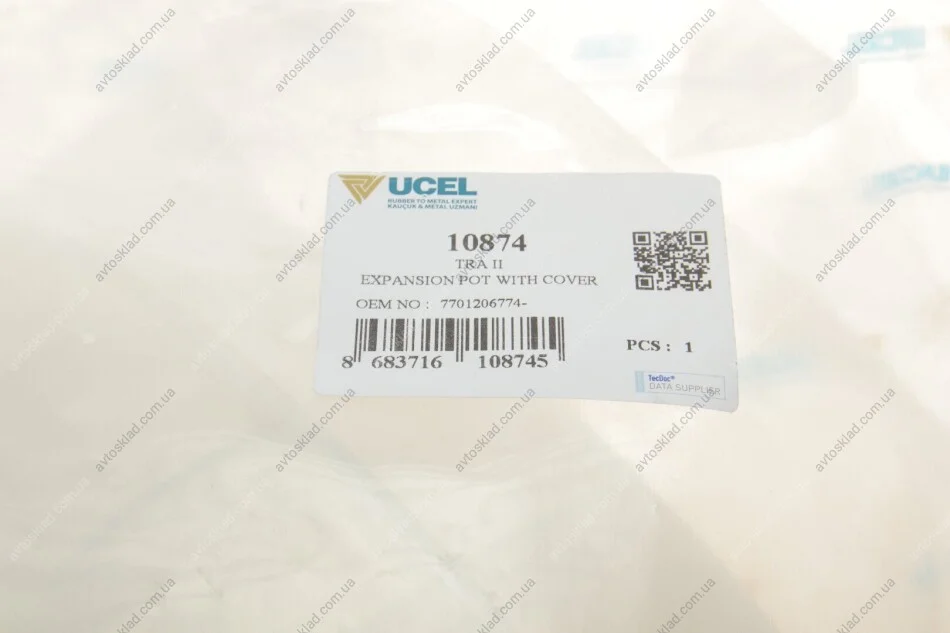 UCEL
RUBBER TO METAL EXPERT
KAUÇUK & METAL UZMANI
10874
TRA II
EXPANSION POT WITH COVER
OEM NO : 7701206774-
8 683716 108745
PCS : 1
TecDoc®
DATA SUPPLIER
avtosklad.com.ua